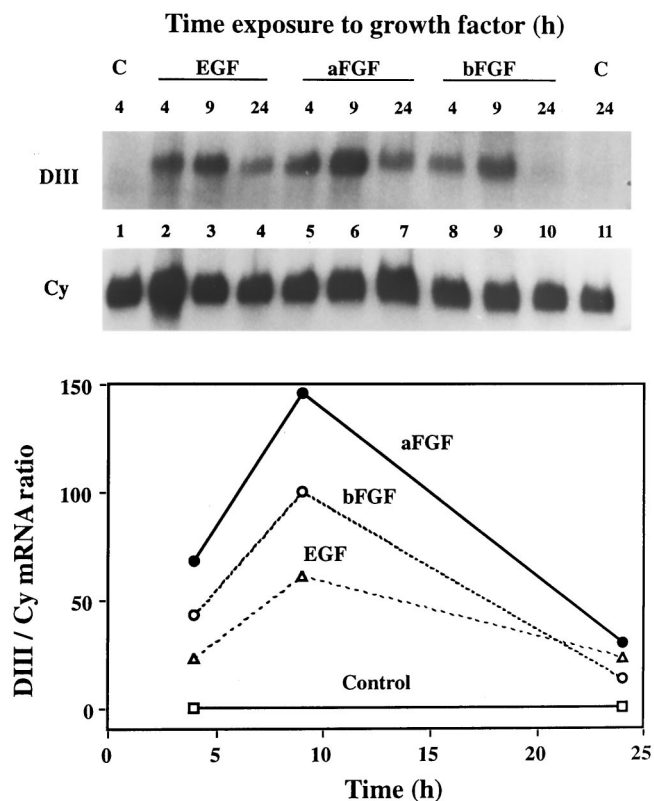 Time exposure to growth factor (h)
C EGF aFGF bFGF C
4 4 9 24 4 9 24 4 9 24 24
DIII
1 2 3 4 5 6 7 8 9 10 11
Cy
150
aFGF
100
bFGF
EGF
50
Control
0
DIII / Cy mRNA ratio
0 5 10 15 20 25
Time (h)